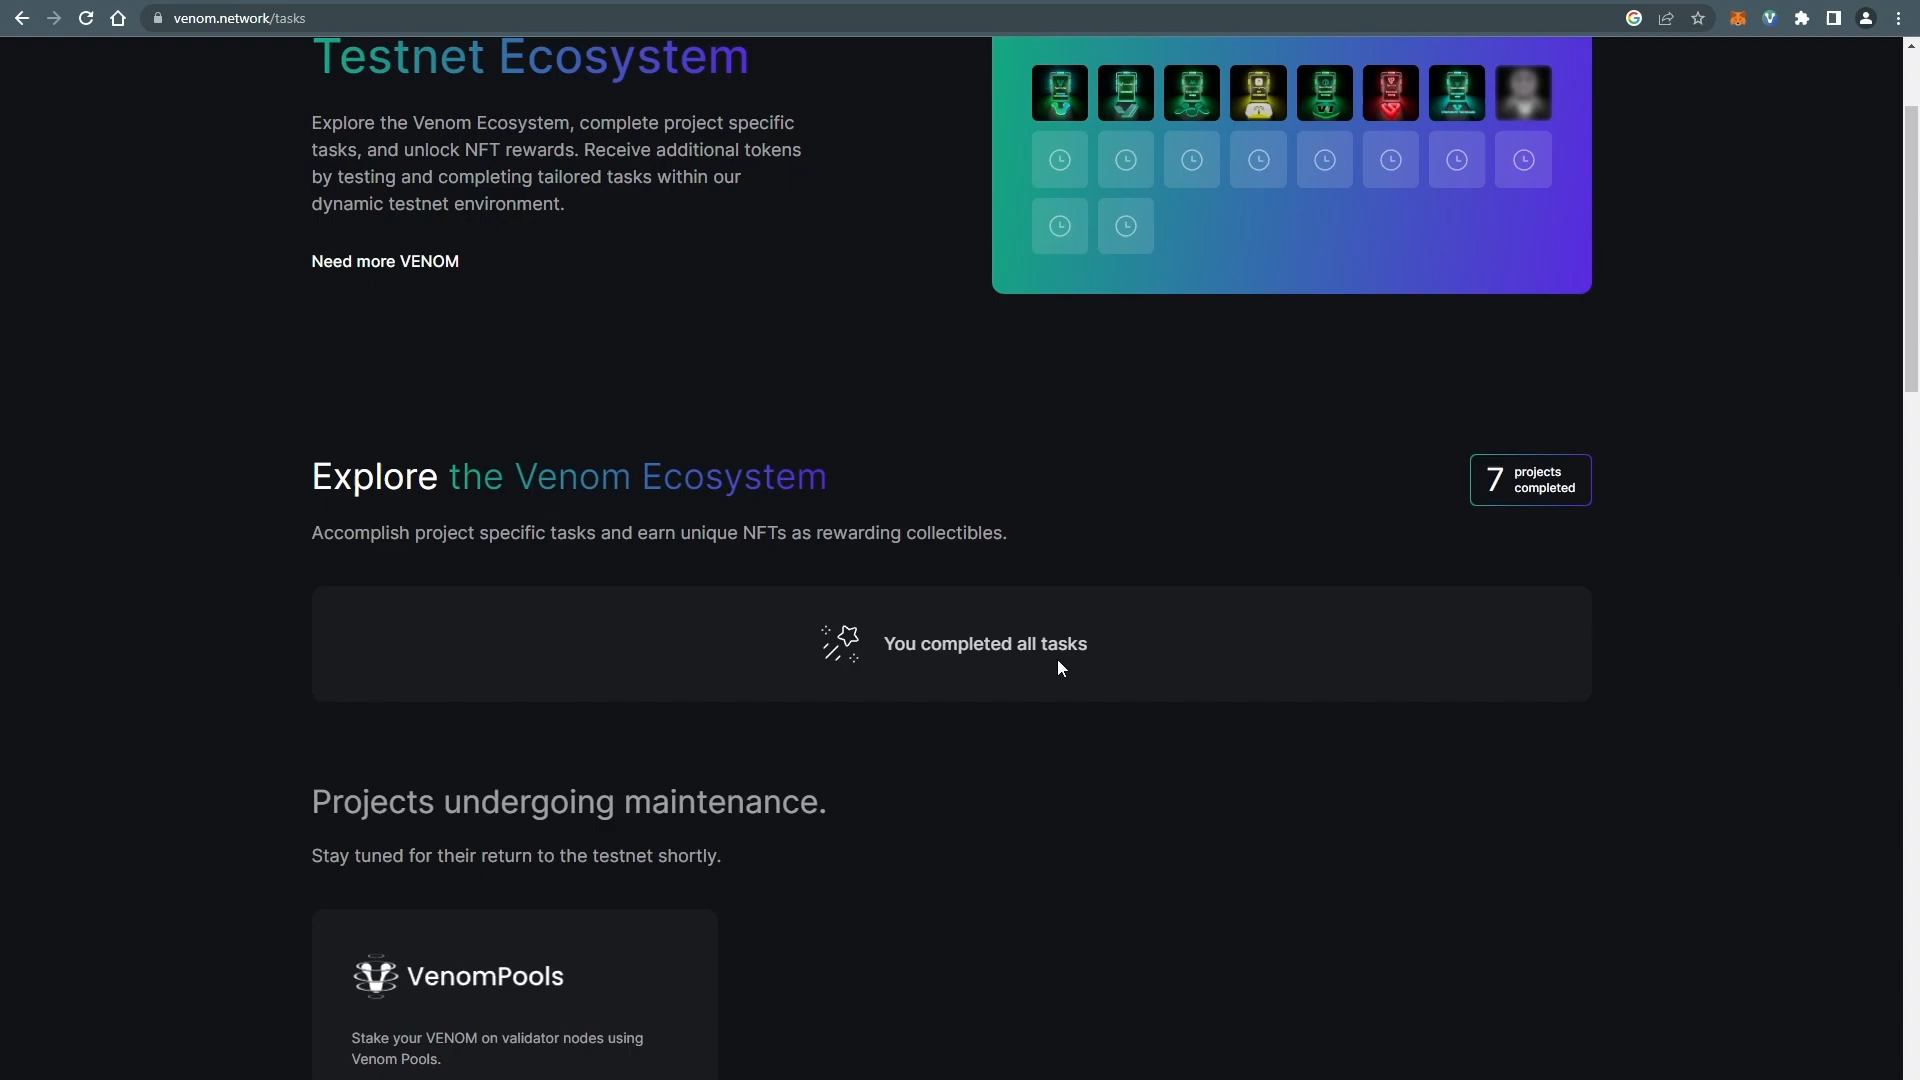 venom.network/tasks
Testnet Ecosystem
Explore the Venom Ecosystem, complete project specific
tasks, and unlock NFT rewards. Receive additional tokens
by testing and completing tailored tasks within our
dynamic testnet environment.
Need more VENOM
Explore the Venom Ecosystem
7 projects
completed
Accomplish project specific tasks and earn unique NFTs as rewarding collectibles.
You completed all tasks
Projects undergoing maintenance.
Stay tuned for their return to the testnet shortly.
VenomPools
Stake your VENOM on validator nodes using
Venom Pools.